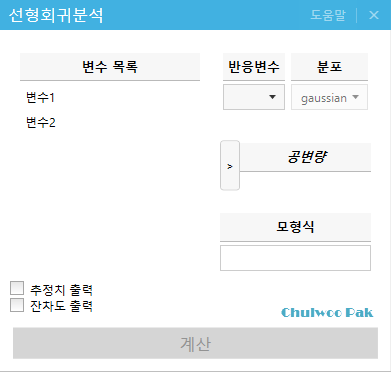 선형회귀분석 도움말 ×
변수 목록 반응변수 분포
변수1 gaussian
변수2
> 공변량
모형식
추정치 출력
잔차도 출력
Chulwoo Pak
계산